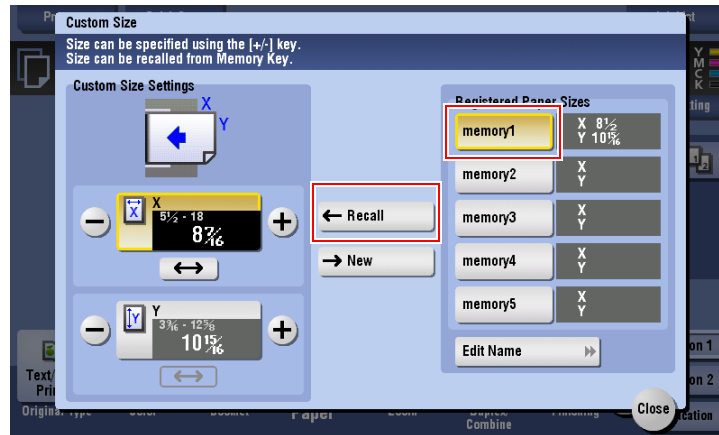 Custom Size
Size can be specified using the [+/-] key.
Size can be recalled from Memory Key.
Custom Size Settings
X
Y
X
X
5½ - 18
8 7/16
↔
Y
Y
3 9/16 - 12 5/8
10 15/16
↔
← Recall
→ New
Registered Paper Sizes
memory1
X 8½
Y 10 15/16
memory2
X
Y
memory3
X
Y
memory4
X
Y
memory5
X
Y
Edit Name
Close
Y
M
C
K
Text/
Original Type
Color
Booklet
Paper
Zoom
Duplex/
Combine
Finishing